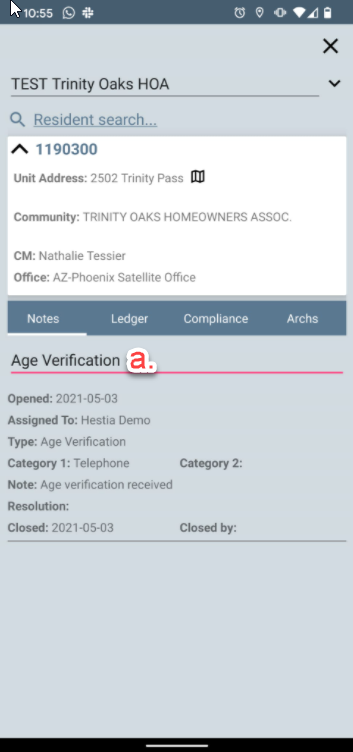 10:55
TEST Trinity Oaks HOA
Resident search...
1190300
Unit Address: 2502 Trinity Pass
Community: TRINITY OAKS HOMEOWNERS ASSOC.
CM: Nathalie Tessier
Office: AZ-Phoenix Satellite Office
Notes Ledger Compliance Archs
Age Verification a.
Opened: 2021-05-03
Assigned To: Hestia Demo
Type: Age Verification
Category 1: Telephone Category 2:
Note: Age verification received
Resolution:
Closed: 2021-05-03 Closed by: